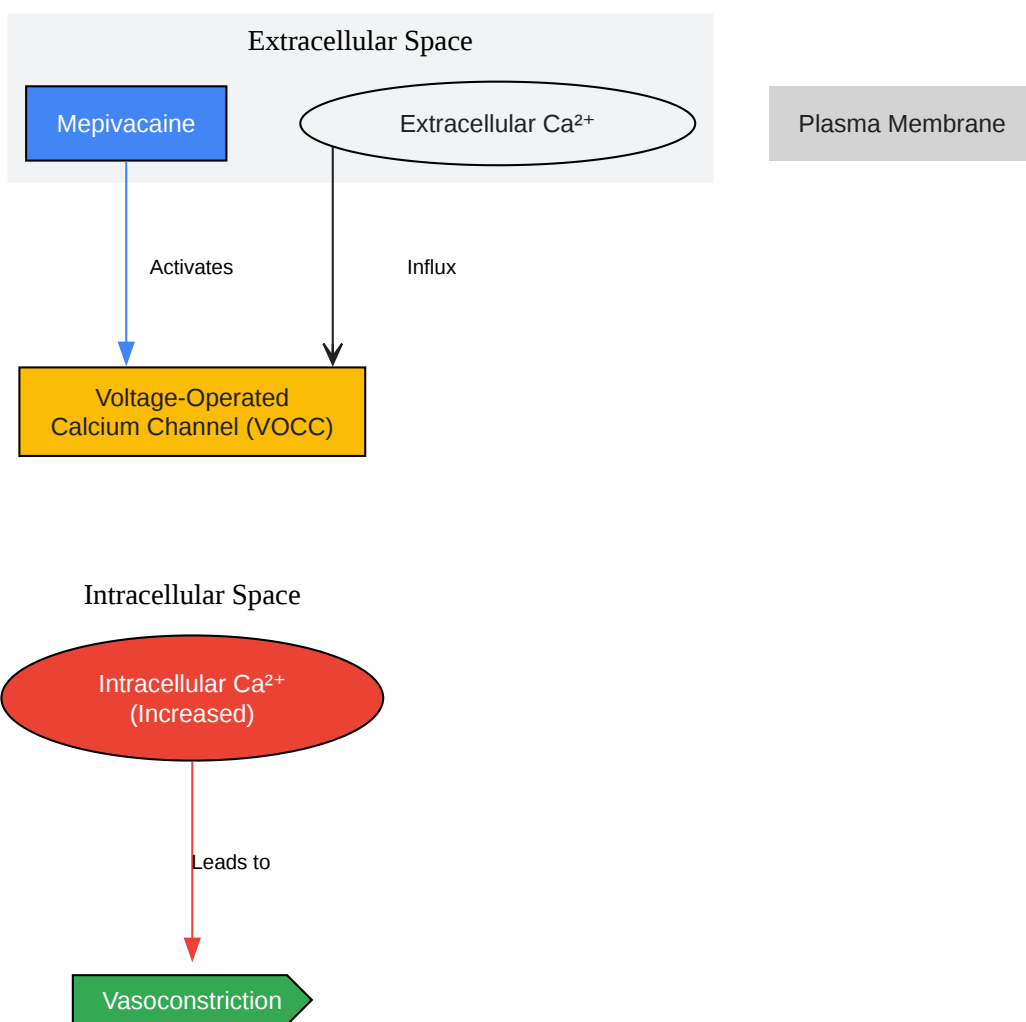 Extracellular Space
Mepivacaine
Extracellular Ca²⁺
Plasma Membrane
Activates
Influx
Voltage-Operated
Calcium Channel (VOCC)
Intracellular Space
Intracellular Ca²⁺
(Increased)
Leads to
Vasoconstriction